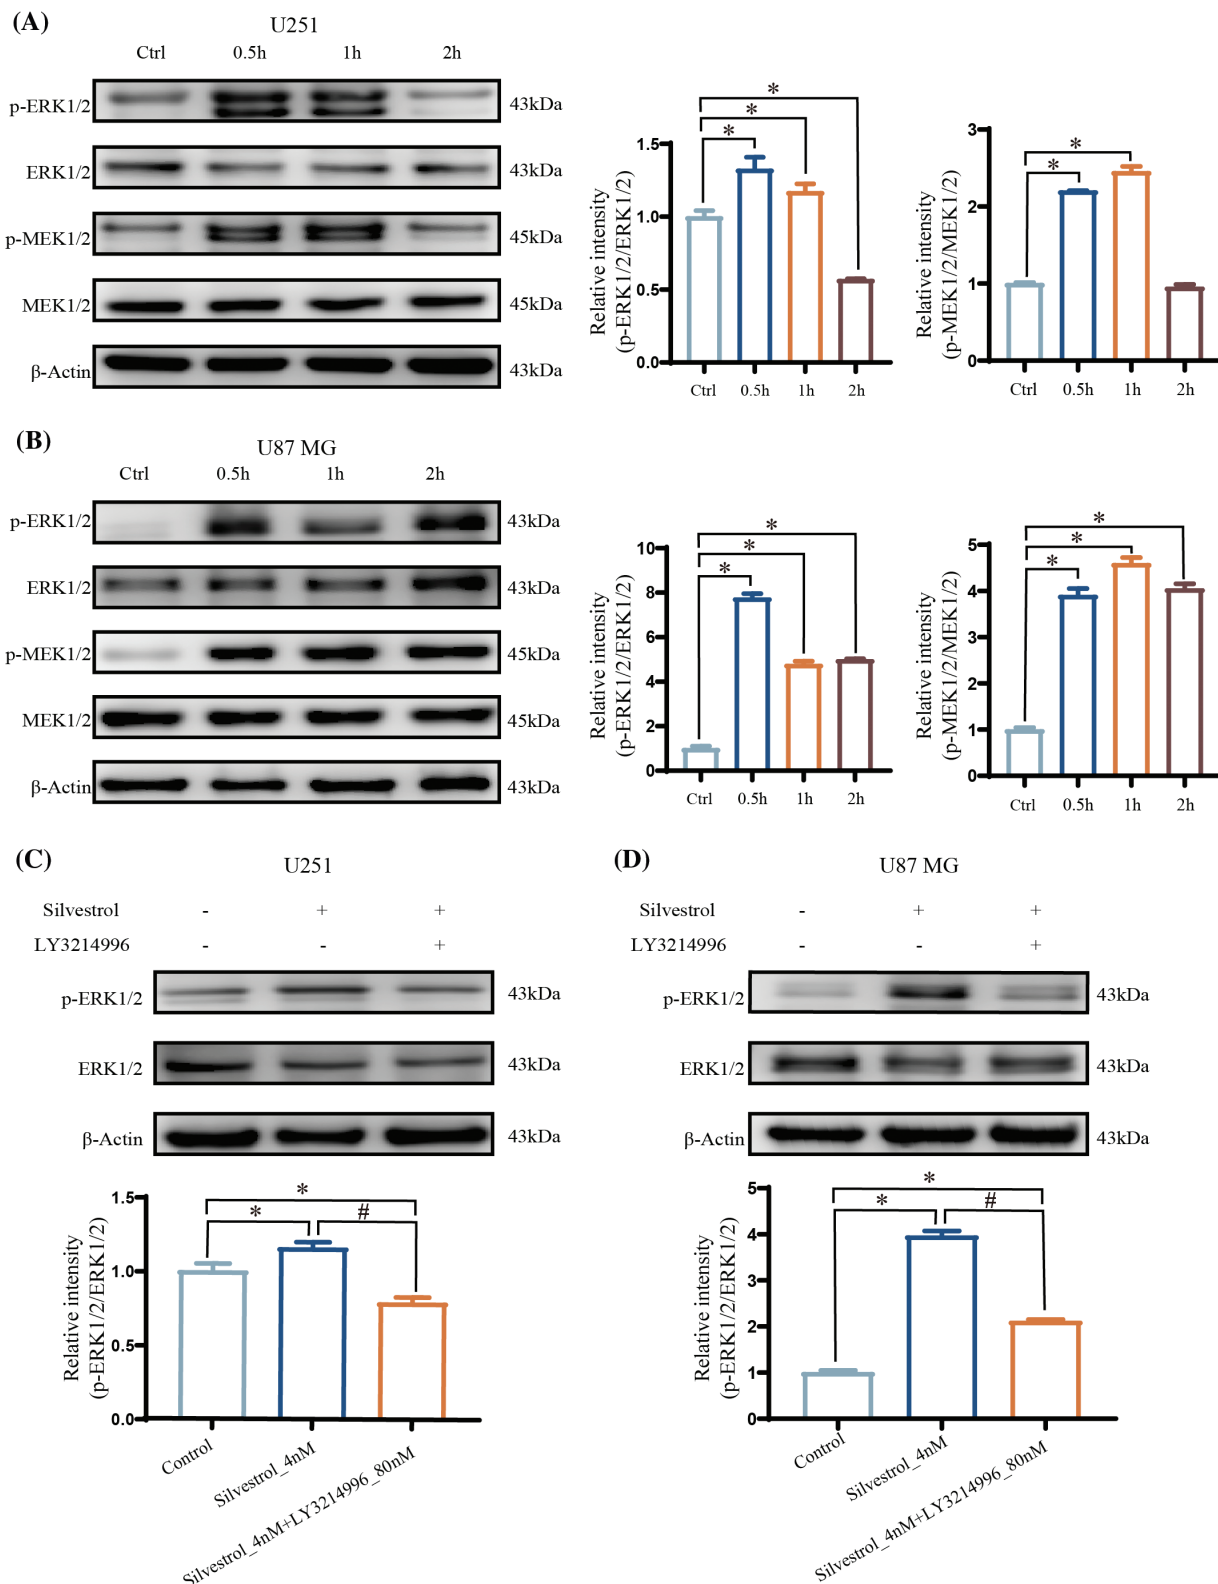 (A)
U251
Ctrl 0.5h 1h 2h
p-ERK1/2 43kDa
ERK1/2 43kDa
p-MEK1/2 45kDa
MEK1/2 45kDa
β-Actin 43kDa
Relative intensity
(p-ERK1/2/ERK1/2)
1.5
1.0
0.5
0.0
* * *
Ctrl 0.5h 1h 2h
Relative intensity
(p-MEK1/2/MEK1/2)
3
2
1
0
* *
Ctrl 0.5h 1h 2h
(B)
U87 MG
Ctrl 0.5h 1h 2h
p-ERK1/2 43kDa
ERK1/2 43kDa
p-MEK1/2 45kDa
MEK1/2 45kDa
β-Actin 43kDa
Relative intensity
(p-ERK1/2/ERK1/2)
10
8
6
4
2
0
* * *
Ctrl 0.5h 1h 2h
Relative intensity
(p-MEK1/2/MEK1/2)
5
4
3
2
1
0
* * *
Ctrl 0.5h 1h 2h
(C)
U251
Silvestrol - + +
LY3214996 - - +
p-ERK1/2 43kDa
ERK1/2 43kDa
β-Actin 43kDa
Relative intensity
(p-ERK1/2/ERK1/2)
1.5
1.0
0.5
0.0
* * #
Control
Silvestrol_4nM
Silvestrol_4nM+LY3214996_80nM
(D)
U87 MG
Silvestrol - + +
LY3214996 - - +
p-ERK1/2 43kDa
ERK1/2 43kDa
β-Actin 43kDa
Relative intensity
(p-ERK1/2/ERK1/2)
5
4
3
2
1
0
* * #
Control
Silvestrol_4nM
Silvestrol_4nM+LY3214996_80nM